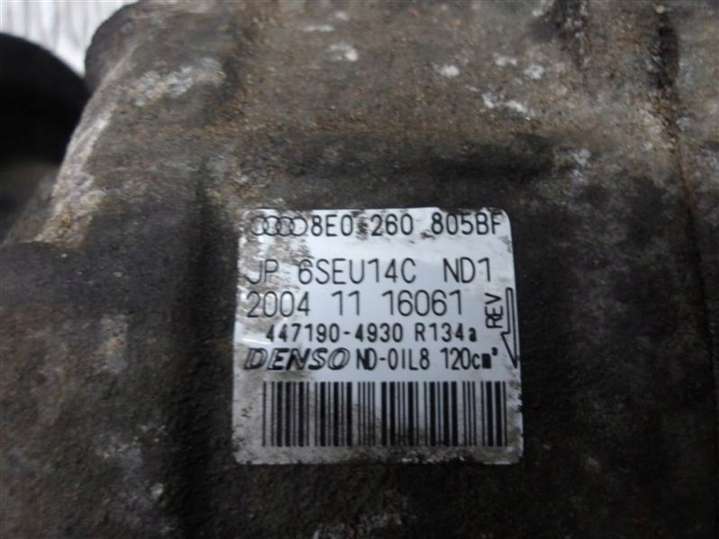 8E0 260 805BF
JP 6SEU14C ND1
2004 11 16061
REV
447190-4930 R134a
DENSO ND-OIL8 120cm³